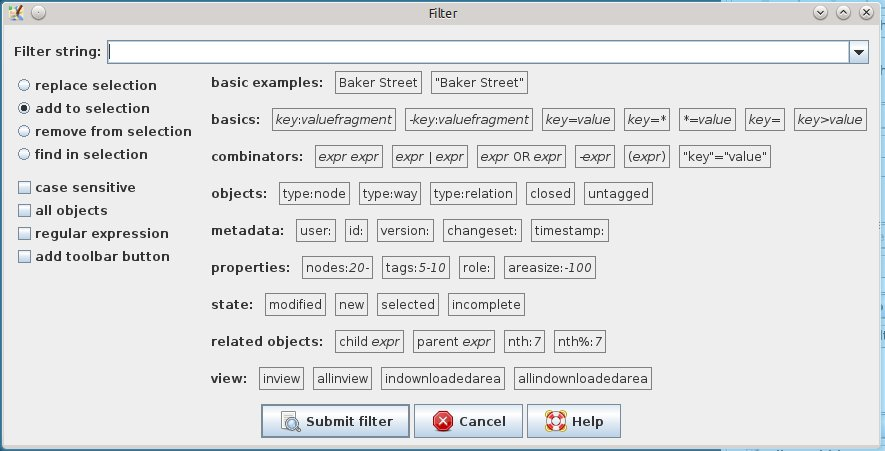 Filter
Filter string:
replace selection
add to selection
remove from selection
find in selection
case sensitive
all objects
regular expression
add toolbar button
basic examples: Baker Street "Baker Street"
basics: key:valuefragment -key:valuefragment key=value key=* *=value key= key>value
combinators: expr expr expr | expr expr OR expr -expr (expr) "key"="value"
objects: type:node type:way type:relation closed untagged
metadata: user: id: version: changeset: timestamp:
properties: nodes:20- tags:5-10 role: areasize:-100
state: modified new selected incomplete
related objects: child expr parent expr nth:7 nth%:7
view: inview allinview indownloadedarea allindownloadedarea
Submit filter Cancel Help